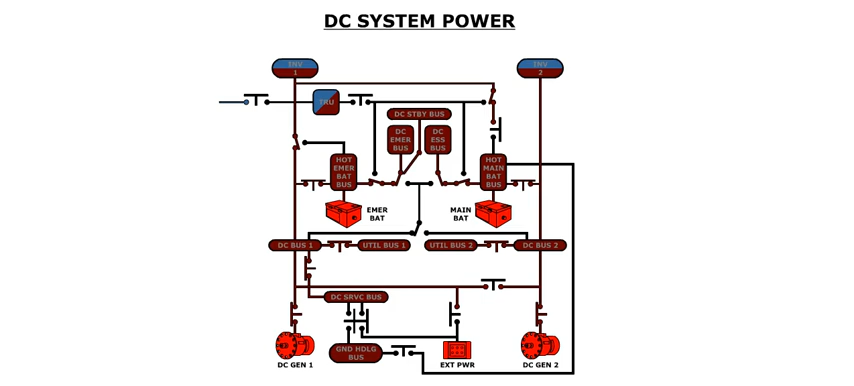 DC SYSTEM POWER
INV
1
INV
2
TRU
DC STBY BUS
DC
EMER
BUS
DC
ESS
BUS
HOT
EMER
BAT
BUS
HOT
MAIN
BAT
BUS
EMER
BAT
MAIN
BAT
DC BUS 1
UTIL BUS 1
UTIL BUS 2
DC BUS 2
DC SRVC BUS
GND HDLG
BUS
DC GEN 1
EXT PWR
DC GEN 2